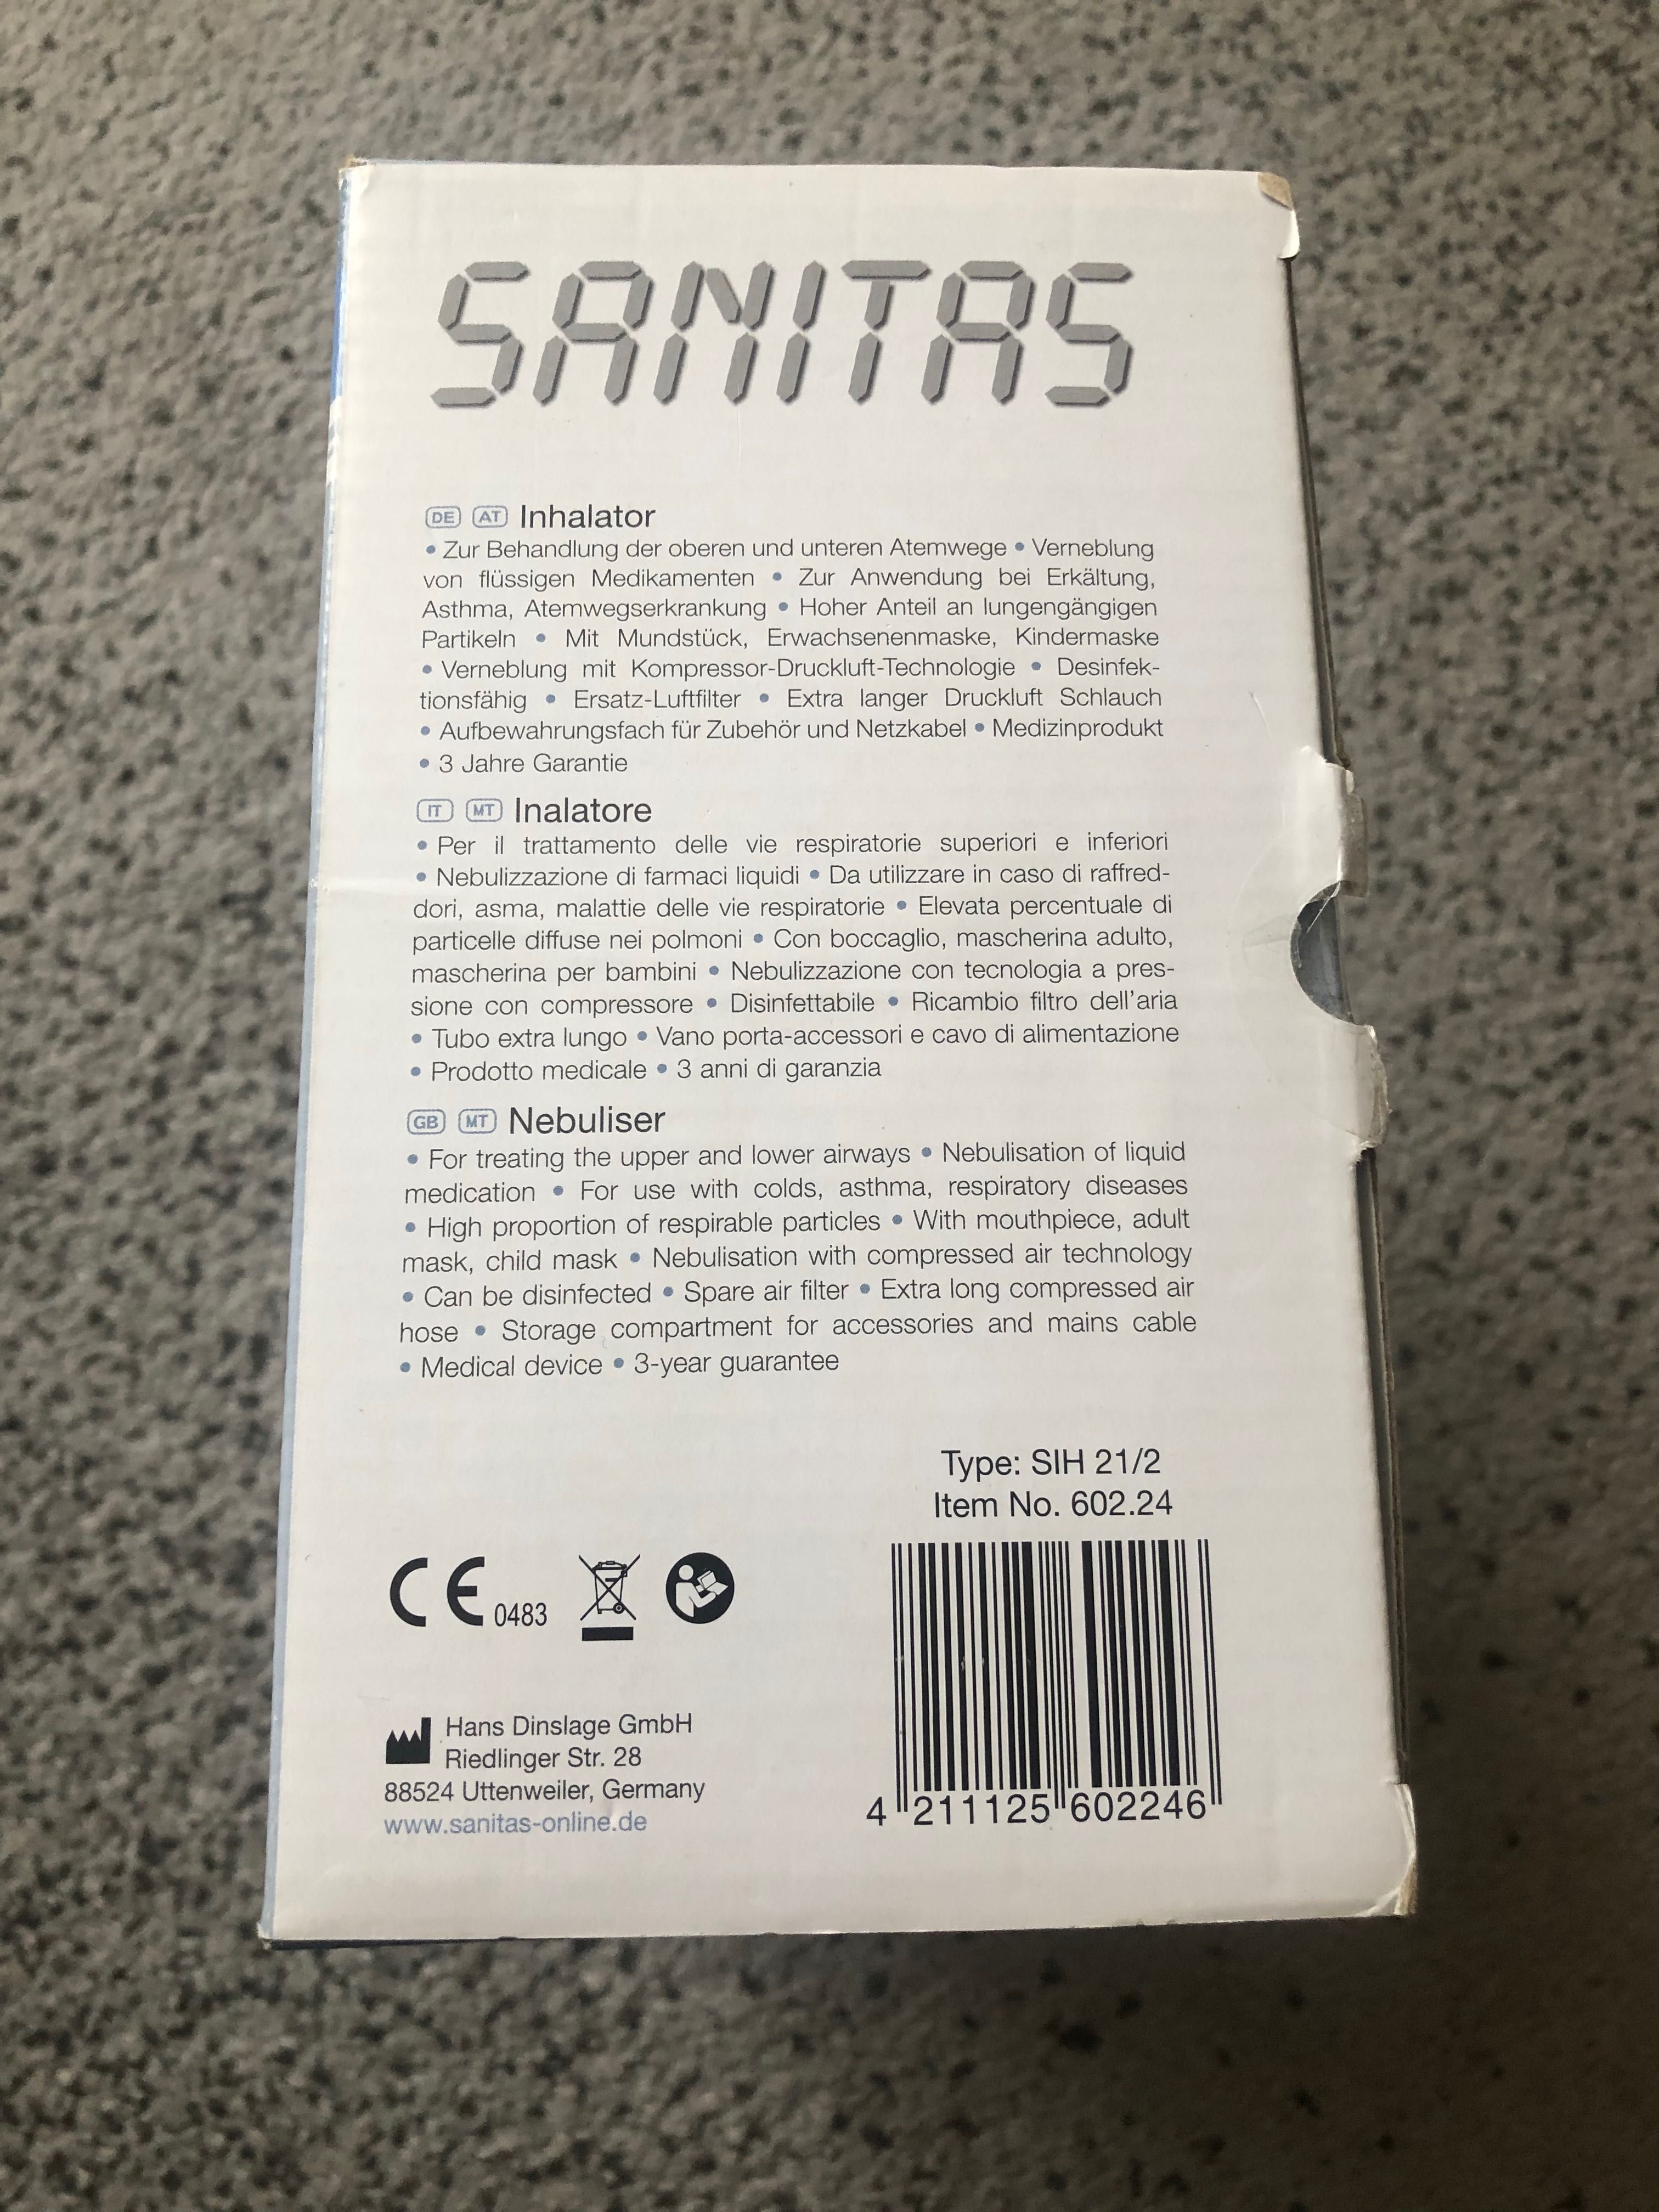 SANITAS
DE AT Inhalator
• Zur Behandlung der oberen und unteren Atemwege • Verneblung
von flüssigen Medikamenten • Zur Anwendung bei Erkältung,
Asthma, Atemwegserkrankung • Hoher Anteil an lungengängigen
Partikeln • Mit Mundstück, Erwachsenenmaske, Kindermaske
• Verneblung mit Kompressor-Druckluft-Technologie • Desinfek-
tionsfähig • Ersatz-Luftfilter • Extra langer Druckluft Schlauch
• Aufbewahrungsfach für Zubehör und Netzkabel • Medizinprodukt
• 3 Jahre Garantie
IT MT Inalatore
• Per il trattamento delle vie respiratorie superiori e inferiori
• Nebulizzazione di farmaci liquidi • Da utilizzare in caso di raffred-
dori, asma, malattie delle vie respiratorie • Elevata percentuale di
particelle diffuse nei polmoni • Con boccaglio, mascherina adulto,
mascherina per bambini • Nebulizzazione con tecnologia a pres-
sione con compressore • Disinfettabile • Ricambio filtro dell'aria
• Tubo extra lungo • Vano porta-accessori e cavo di alimentazione
• Prodotto medicale • 3 anni di garanzia
GB MT Nebuliser
• For treating the upper and lower airways • Nebulisation of liquid
medication • For use with colds, asthma, respiratory diseases
• High proportion of respirable particles • With mouthpiece, adult
mask, child mask • Nebulisation with compressed air technology
• Can be disinfected • Spare air filter • Extra long compressed air
hose • Storage compartment for accessories and mains cable
• Medical device • 3-year guarantee
Type: SIH 21/2
Item No. 602.24
CE 0483
Hans Dinslage GmbH
Riedlinger Str. 28
88524 Uttenweiler, Germany
www.sanitas-online.de
4 211125 602246